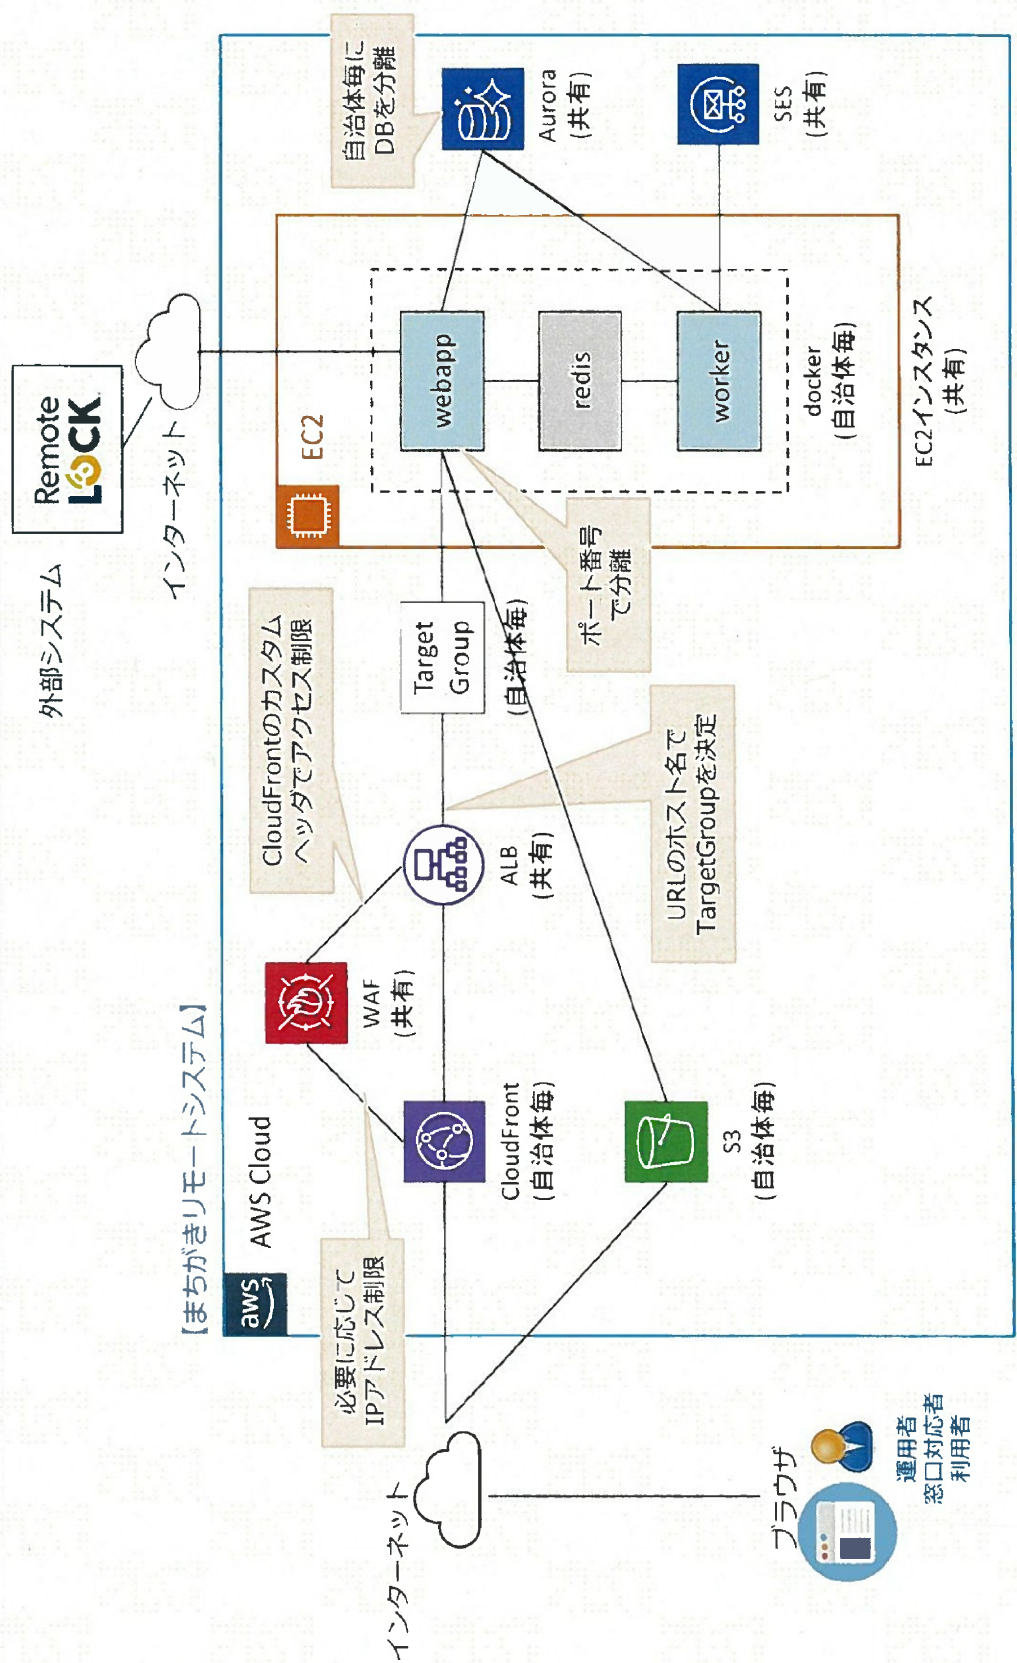 【まちかぎリモートシステム】
外部システム
Remote
LOCK
インターネット
aws
AWS Cloud
必要に応じて
IPアドレス制限
WAF
(共有)
CloudFrontのカスタム
ヘッダでアクセス制限
EC2
自治体毎に
DBを分離
インターネット
CloudFront
(自治体毎)
ALB
(共有)
Target
Group
(自治体毎)
webapp
redis
worker
Aurora
(共有)
ポート番号
で分離
URLのホスト名で
TargetGroupを決定
S3
(自治体毎)
docker
(自治体毎)
SES
(共有)
EC2インスタンス
(共有)
ブラウザ
運用者
窓口対応者
利用者